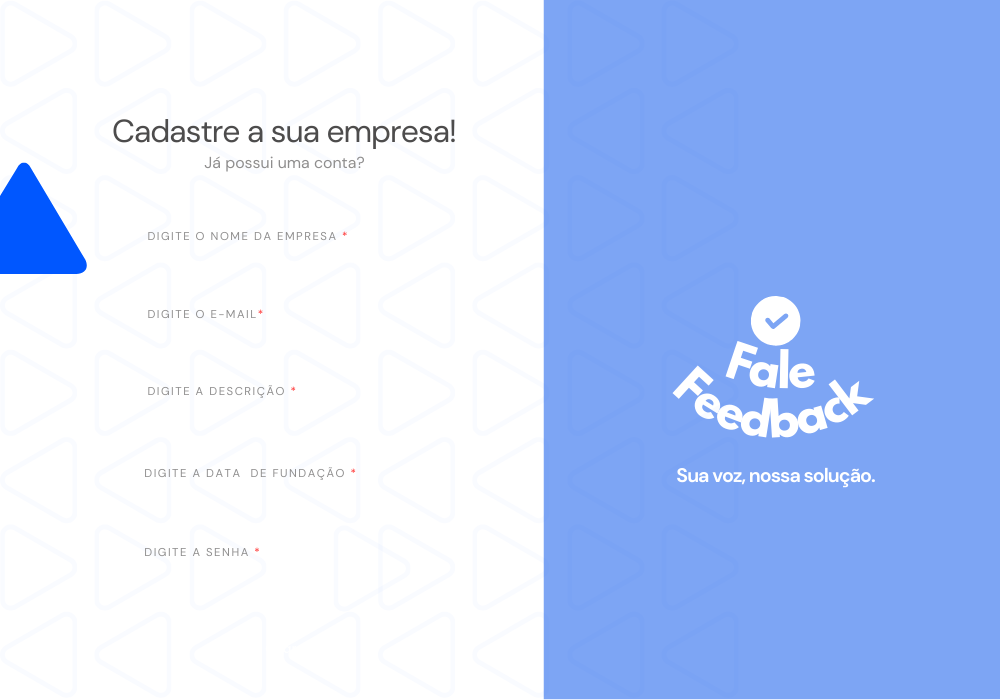 Cadastre a sua empresa!
Já possui uma conta?
DIGITE O NOME DA EMPRESA *
DIGITE O E-MAIL*
DIGITE A DESCRIÇÃO *
DIGITE A DATA  DE FUNDAÇÃO *
DIGITE A SENHA *
Fale
Feedback
Sua voz, nossa solução.